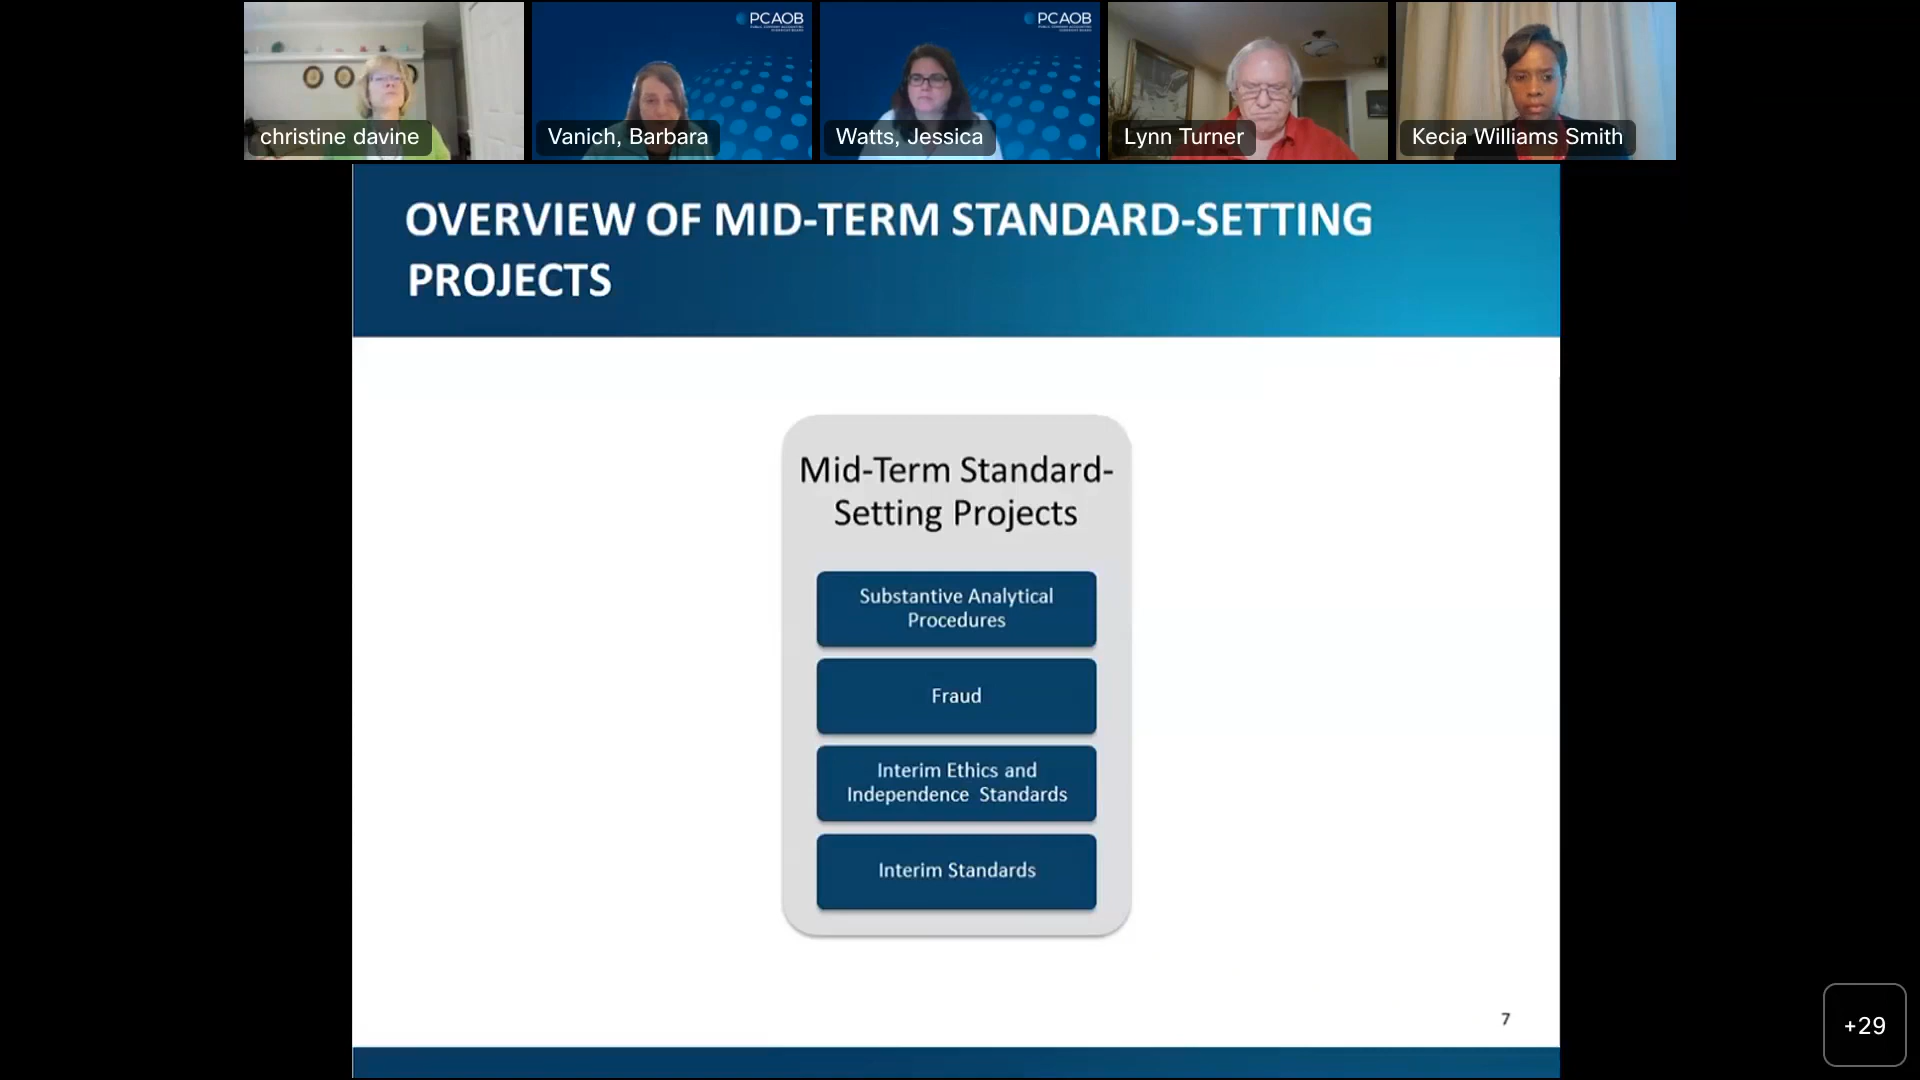 PCAOB
PCAOB
christine davine
Vanich, Barbara
Watts, Jessica
Lynn Turner
Kecia Williams Smith
OVERVIEW OF MID-TERM STANDARD-SETTING
PROJECTS
Mid-Term Standard-
Setting Projects
Substantive Analytical
Procedures
Fraud
Interim Ethics and
Independence Standards
Interim Standards
7
+29